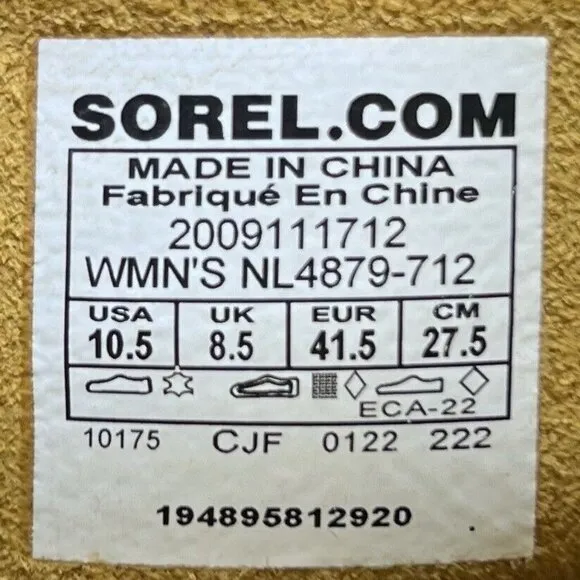 SOREL.COM
MADE IN CHINA
Fabriqué En Chine
2009111712
WMN'S NL4879-712
USA UK EUR CM
10.5 8.5 41.5 27.5
ECA-22
10175 CJF 0122 222
194895812920